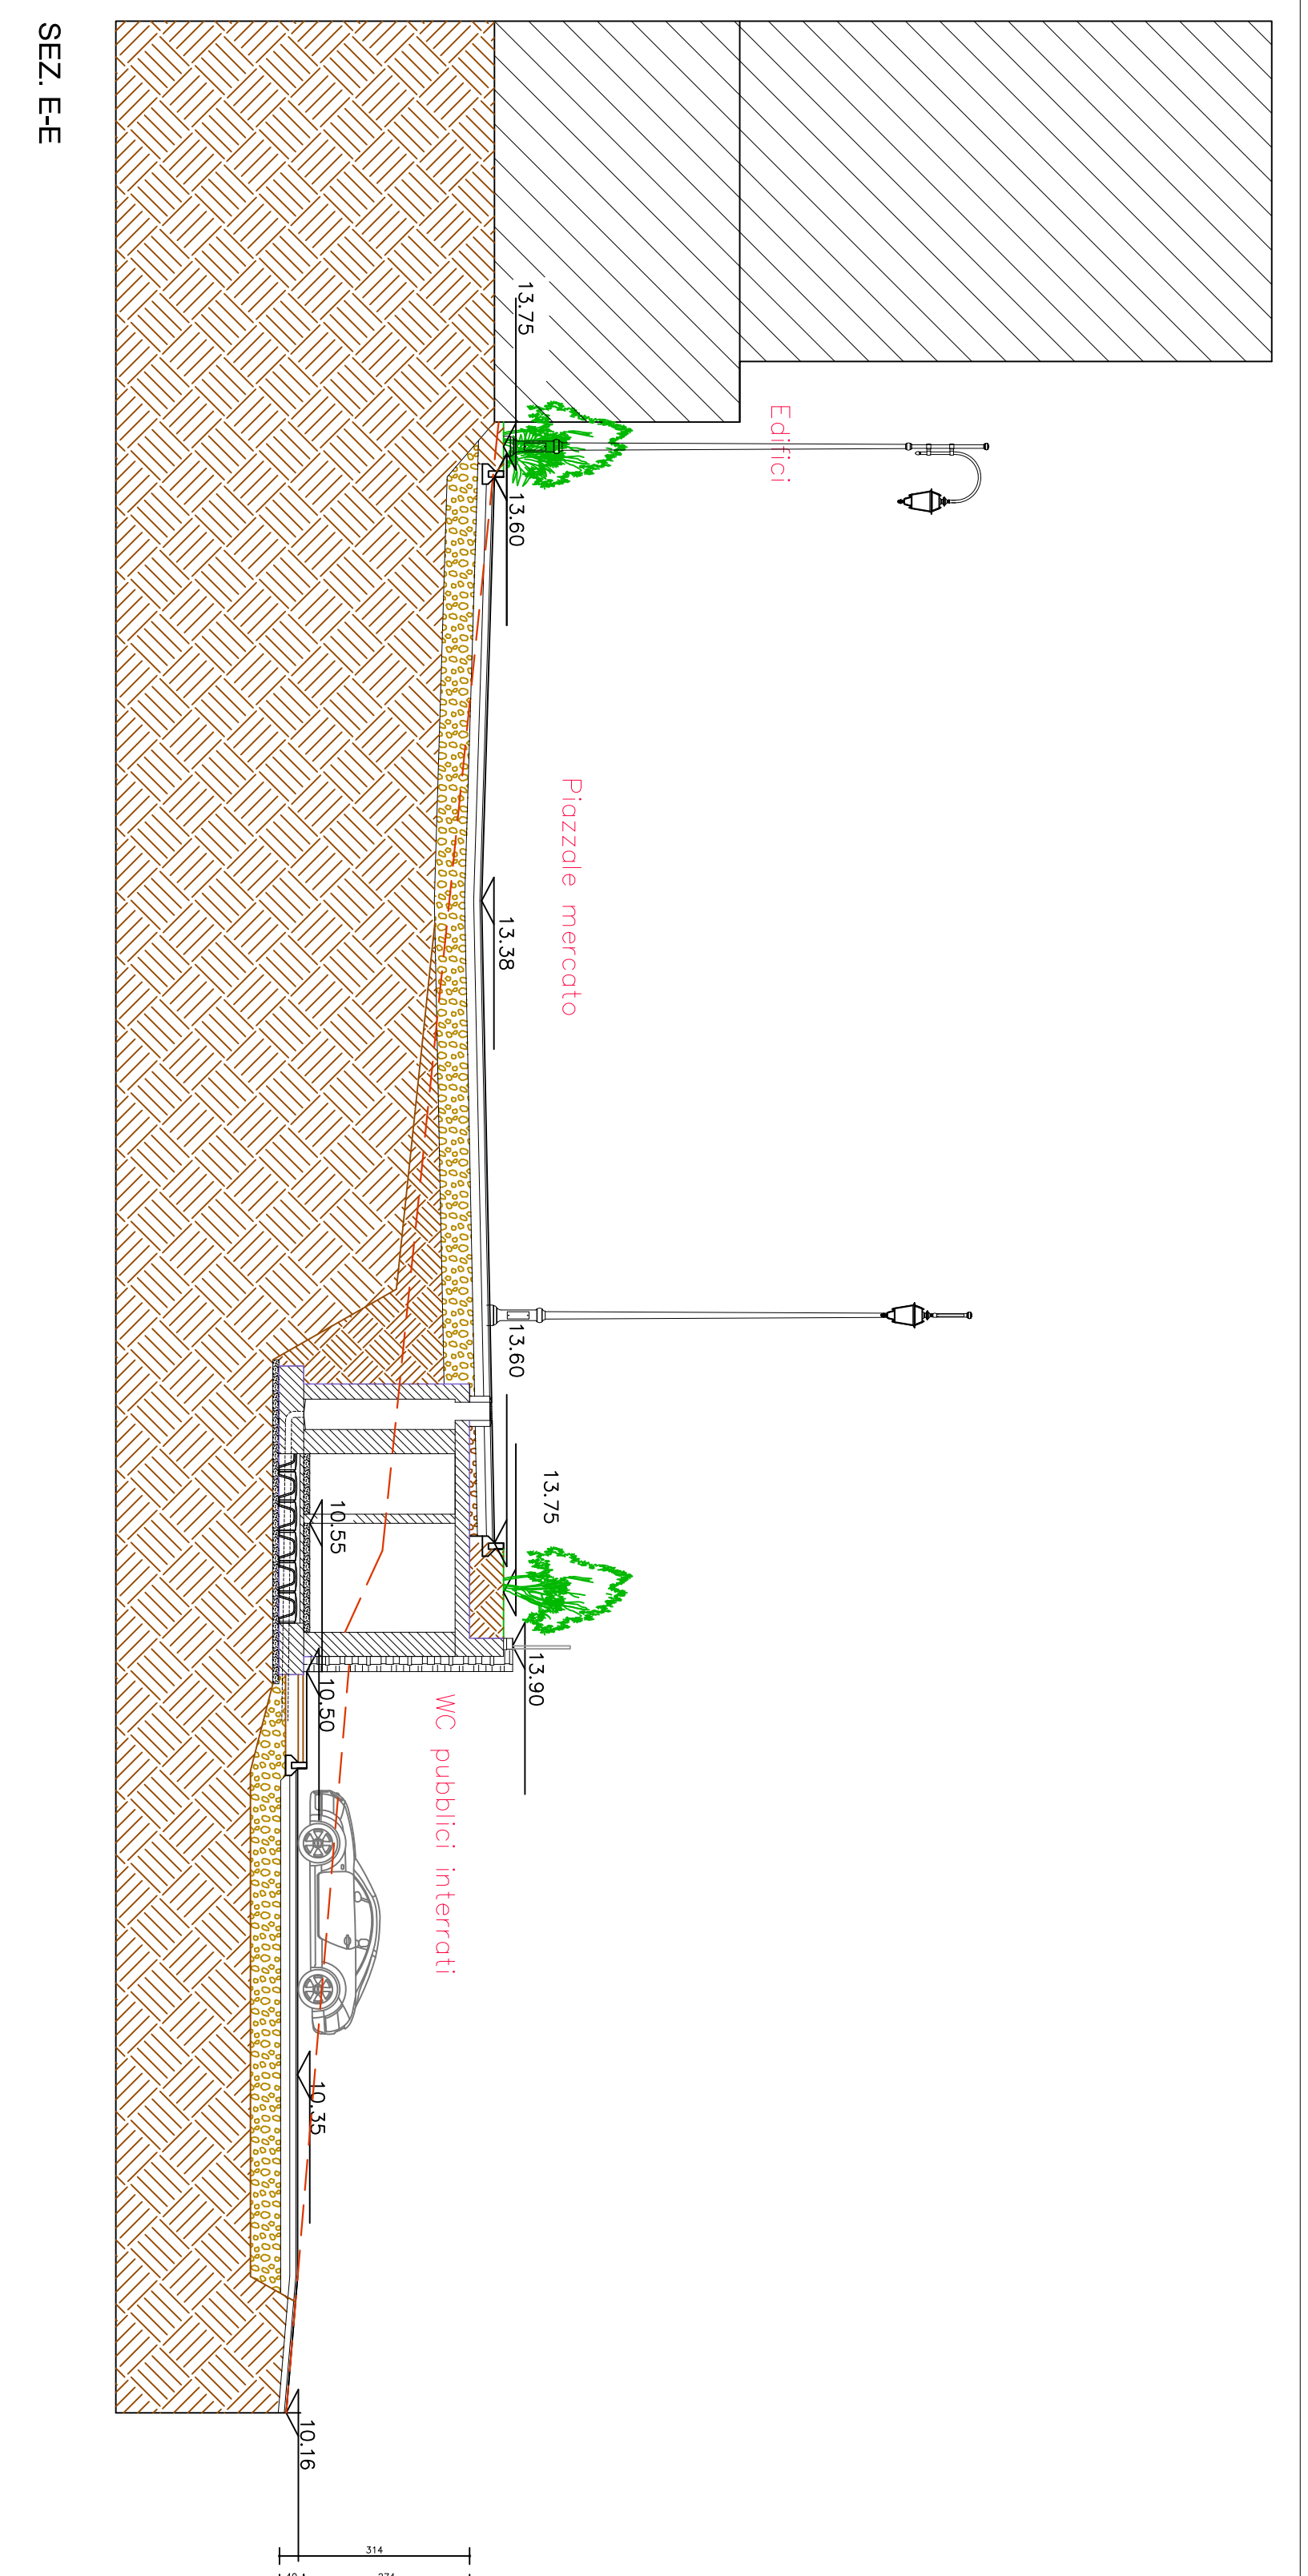 Edifici
Piazzale mercato
WC pubblici interrati
13.75
13.60
13.38
13.60
13.75
13.90
10.55
10.50
10.35
10.16
314
SEZ. E-E